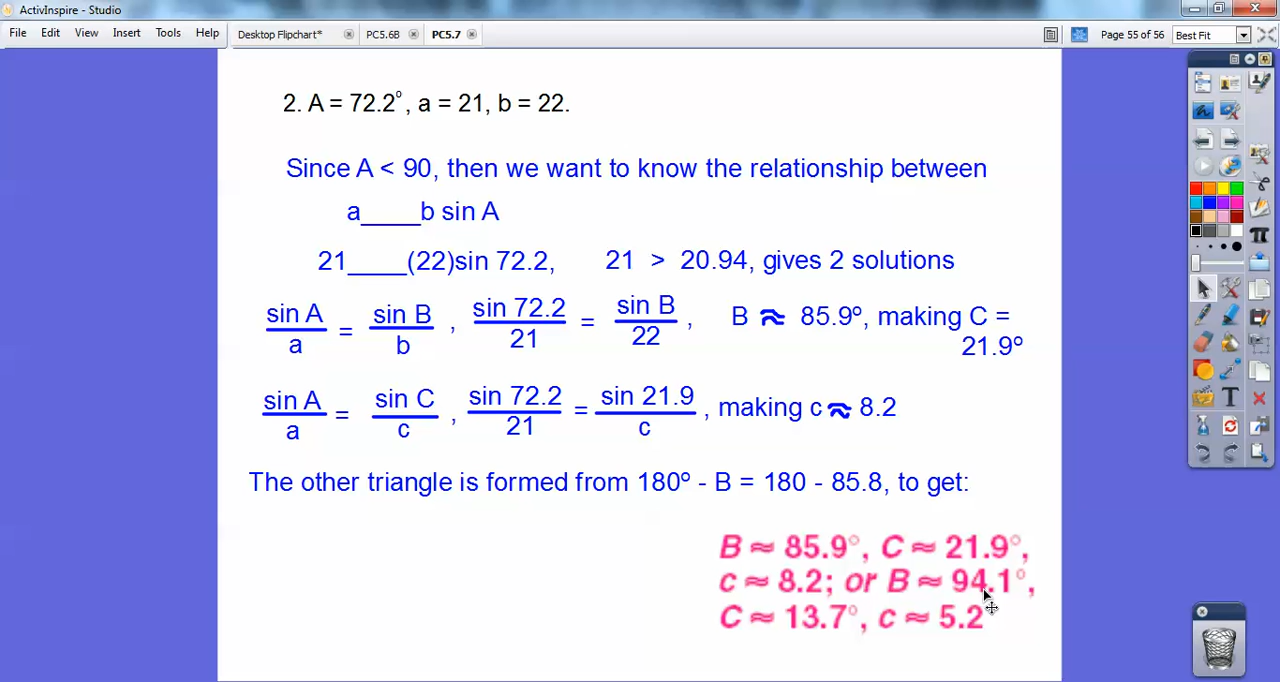 ActivInspire - Studio
File Edit View Insert Tools Help Desktop Flipchart* PC5.6B PC5.7 Page 55 of 56 Best Fit
2. A = 72.2°, a = 21, b = 22.
Since A < 90, then we want to know the relationship between
a____b sin A
21____(22)sin 72.2, 21 > 20.94, gives 2 solutions
sin A / a = sin B / b , sin 72.2 / 21 = sin B / 22 , B ≈ 85.9º, making C =
21.9º
sin A / a = sin C / c , sin 72.2 / 21 = sin 21.9 / c , making c ≈ 8.2
The other triangle is formed from 180º - B = 180 - 85.8, to get:
B ≈ 85.9°, C ≈ 21.9°,
c ≈ 8.2; or B ≈ 94.1°,
C ≈ 13.7°, c ≈ 5.2